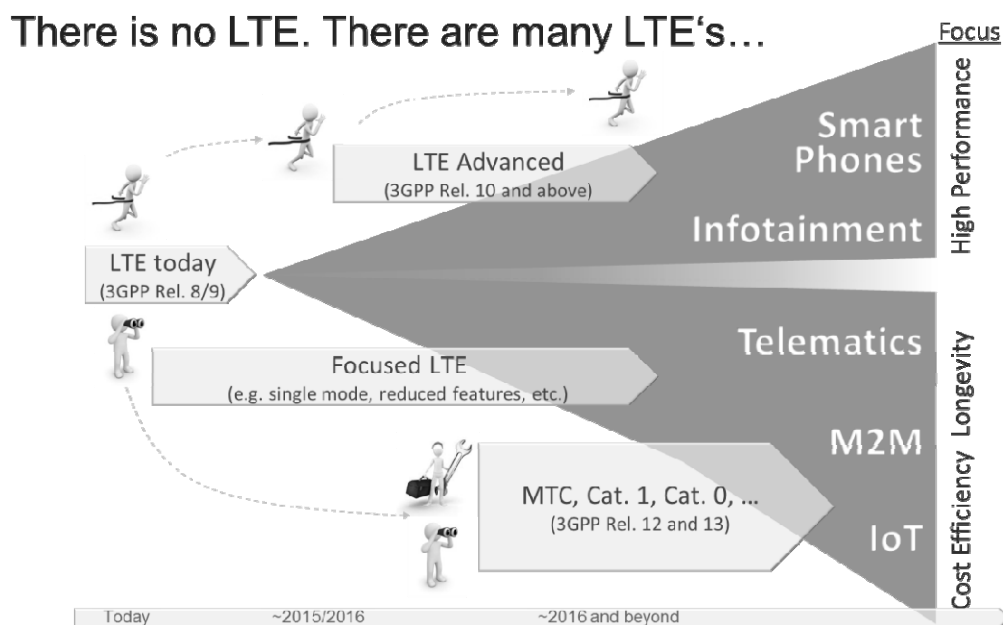 There is no LTE. There are many LTE‘s…
Focus
High Performance
Smart
Phones
LTE Advanced
(3GPP Rel. 10 and above)
Infotainment
LTE today
(3GPP Rel. 8/9)
Telematics
Longevity
Focused LTE
(e.g. single mode, reduced features, etc.)
M2M
MTC, Cat. 1, Cat. 0, …
(3GPP Rel. 12 and 13)
IoT
Cost Efficiency
Today
~2015/2016
~2016 and beyond